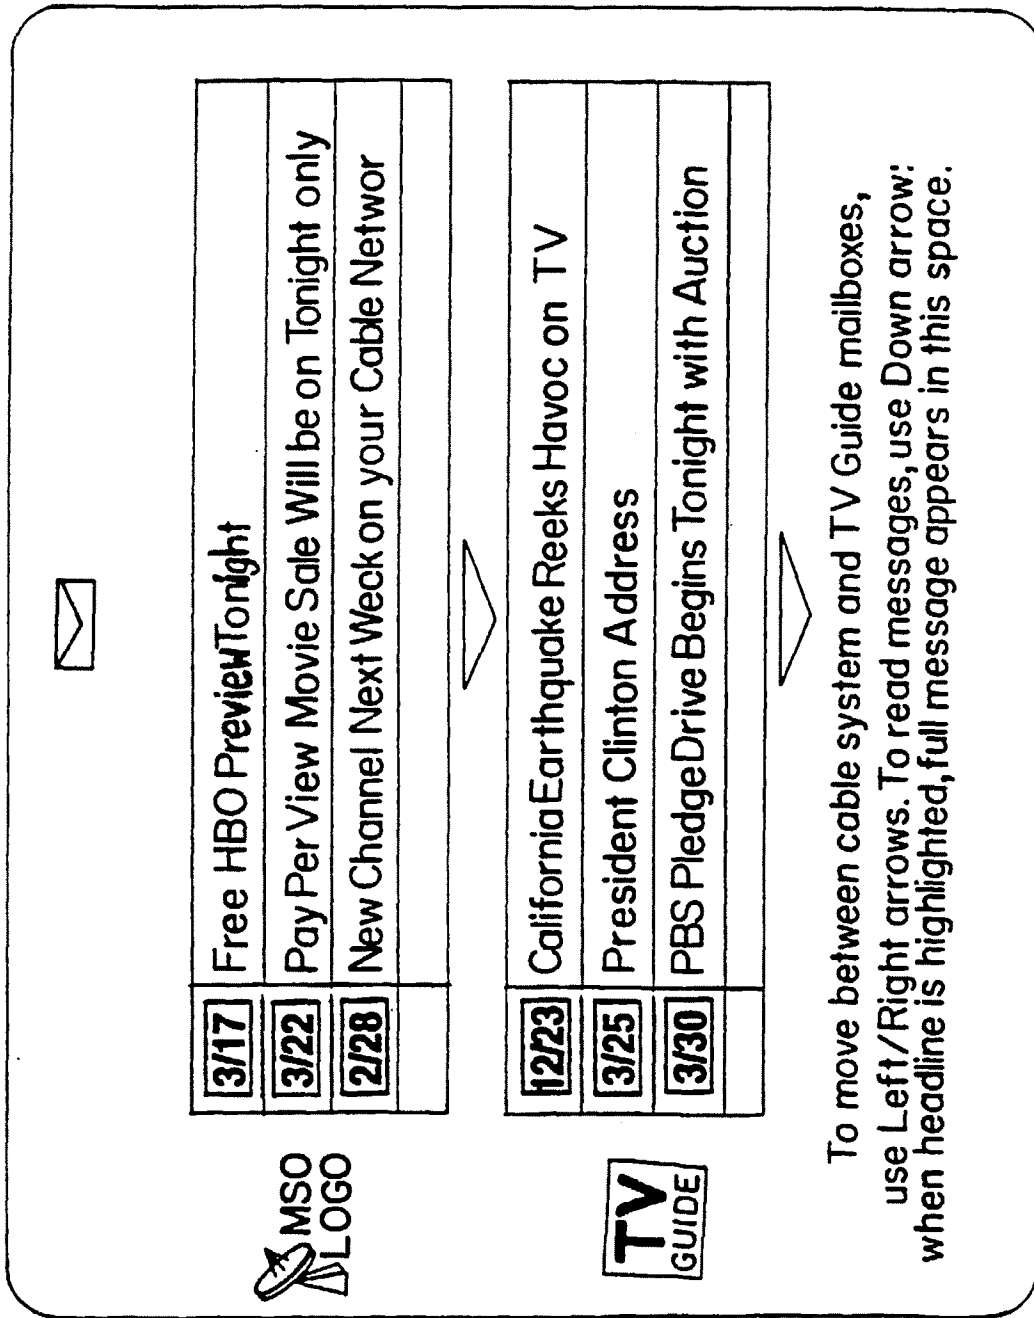 MSO
LOGO
3/17 Free HBO Preview Tonight
3/22 Pay Per View Movie Sale Will be on Tonight only
2/28 New Channel Next Weck on your Cable Networ
TV
GUIDE
12/23 California Earthquake Reeks Havoc on TV
3/25 President Clinton Address
3/30 PBS Pledge Drive Begins Tonight with Auction
To move between cable system and TV Guide mailboxes,
use Left/Right arrows. To read messages, use Down arrow:
when headline is highlighted, full message appears in this space.